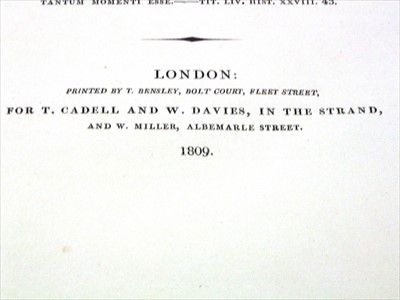 TANTUM MOMENTI ESSE.——TIT. LIV. HIST. XXVIII. 43.
LONDON:
PRINTED BY T. BENSLEY, BOLT COURT, FLEET STREET,
FOR T. CADELL AND W. DAVIES, IN THE STRAND,
AND W. MILLER, ALBEMARLE STREET.
1809.